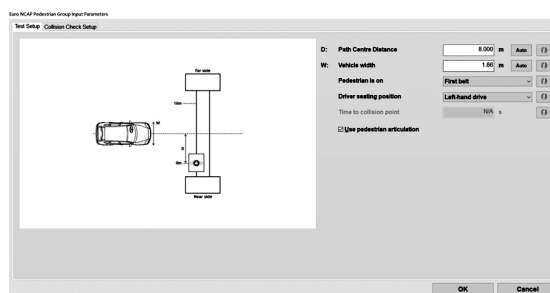 Euro NCAP Pedestrian Group Input Parameters
Test Setup Collision Check Setup
D: Path Centre Distance 8.000 m Auto
W: Vehicle width 1.86 m Auto
Pedestrian is on First belt
Driver seating position Left-hand drive
Time to collision point N/A s
Use pedestrian articulation
Far side
16m
W
D
0m
Near side
OK Cancel